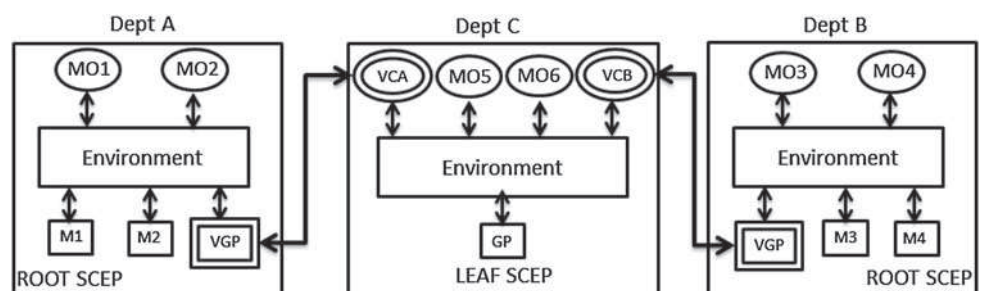 Dept A
Dept C
Dept B
MO1
MO2
VCA
MO5
MO6
VCB
MO3
MO4
Environment
Environment
Environment
M1
M2
VGP
GP
VGP
M3
M4
ROOT SCEP
LEAF SCEP
ROOT SCEP